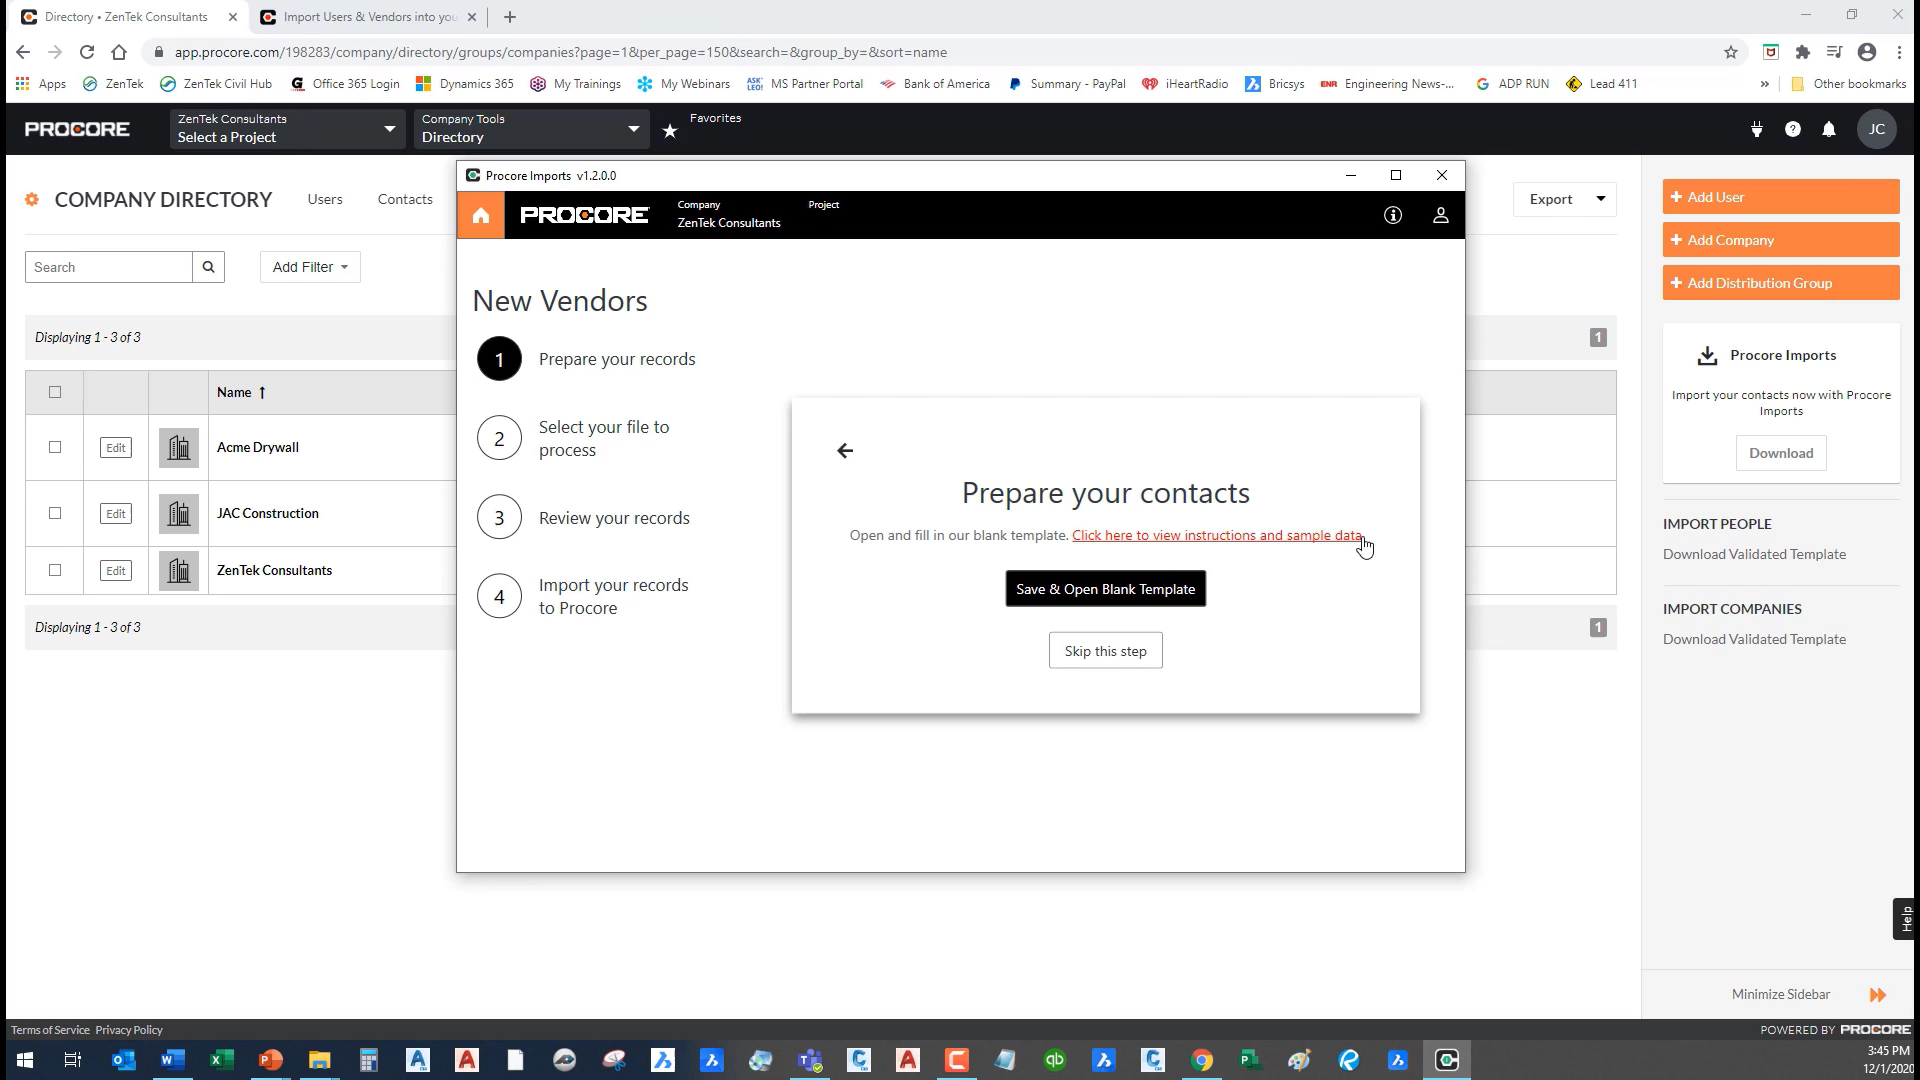 Directory • ZenTek Consultants
Import Users & Vendors into you
app.procore.com/198283/company/directory/groups/companies?page=1&per_page=150&search=&group_by=&sort=name
Apps
ZenTek
ZenTek Civil Hub
Office 365 Login
Dynamics 365
My Trainings
My Webinars
ASK LEO! MS Partner Portal
Bank of America
Summary - PayPal
iHeartRadio
Bricsys
ENR Engineering News-...
ADP RUN
Lead 411
»
Other bookmarks
PROCORE
ZenTek Consultants
Select a Project
Company Tools
Directory
Favorites
JC
COMPANY DIRECTORY
Users
Contacts
Export
Search
Add Filter
Displaying 1 - 3 of 3
1
Name ↑
Edit
Acme Drywall
Edit
JAC Construction
Edit
ZenTek Consultants
Displaying 1 - 3 of 3
1
Procore Imports v1.2.0.0
PROCORE
Company
ZenTek Consultants
Project
New Vendors
1
Prepare your records
2
Select your file to
process
3
Review your records
4
Import your records
to Procore
Prepare your contacts
Open and fill in our blank template. Click here to view instructions and sample data.
Save & Open Blank Template
Skip this step
+ Add User
+ Add Company
+ Add Distribution Group
Procore Imports
Import your contacts now with Procore
Imports
Download
IMPORT PEOPLE
Download Validated Template
IMPORT COMPANIES
Download Validated Template
Help
Minimize Sidebar
Terms of Service Privacy Policy
POWERED BY PROCORE
3:45 PM
12/1/2020